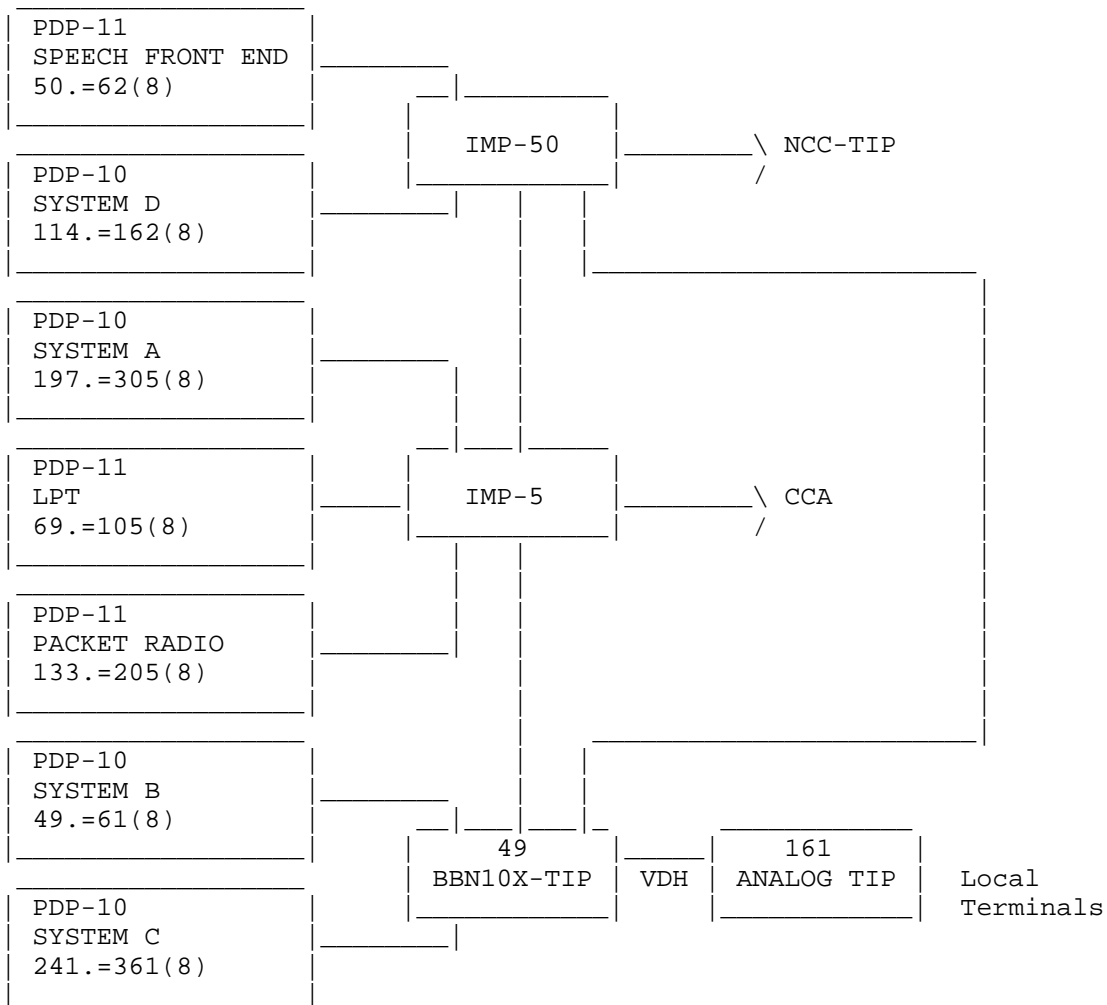 PDP-11
SPEECH FRONT END
50.=62(8)
IMP-50
NCC-TIP
PDP-10
SYSTEM D
114.=162(8)
PDP-10
SYSTEM A
197.=305(8)
PDP-11
LPT
69.=105(8)
IMP-5
CCA
PDP-11
PACKET RADIO
133.=205(8)
PDP-10
SYSTEM B
49.=61(8)
49
BBN10X-TIP
VDH
161
ANALOG TIP
Local
Terminals
PDP-10
SYSTEM C
241.=361(8)